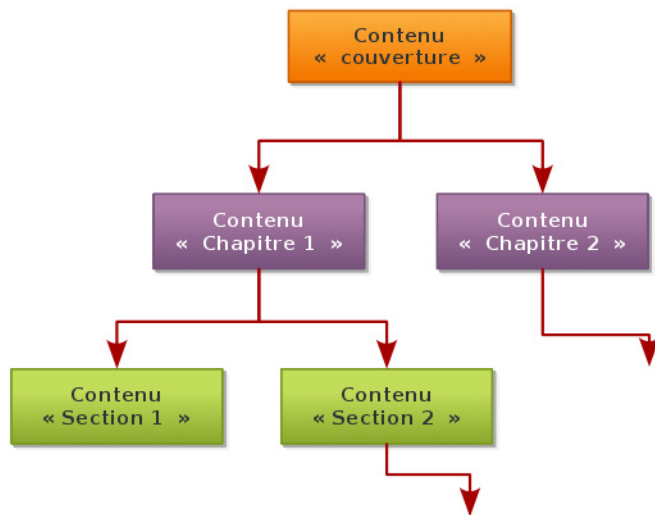 Contenu
«  couverture  »
Contenu
«  Chapitre 1  »
Contenu
«  Chapitre 2  »
Contenu
« Section 1  »
Contenu
« Section 2  »